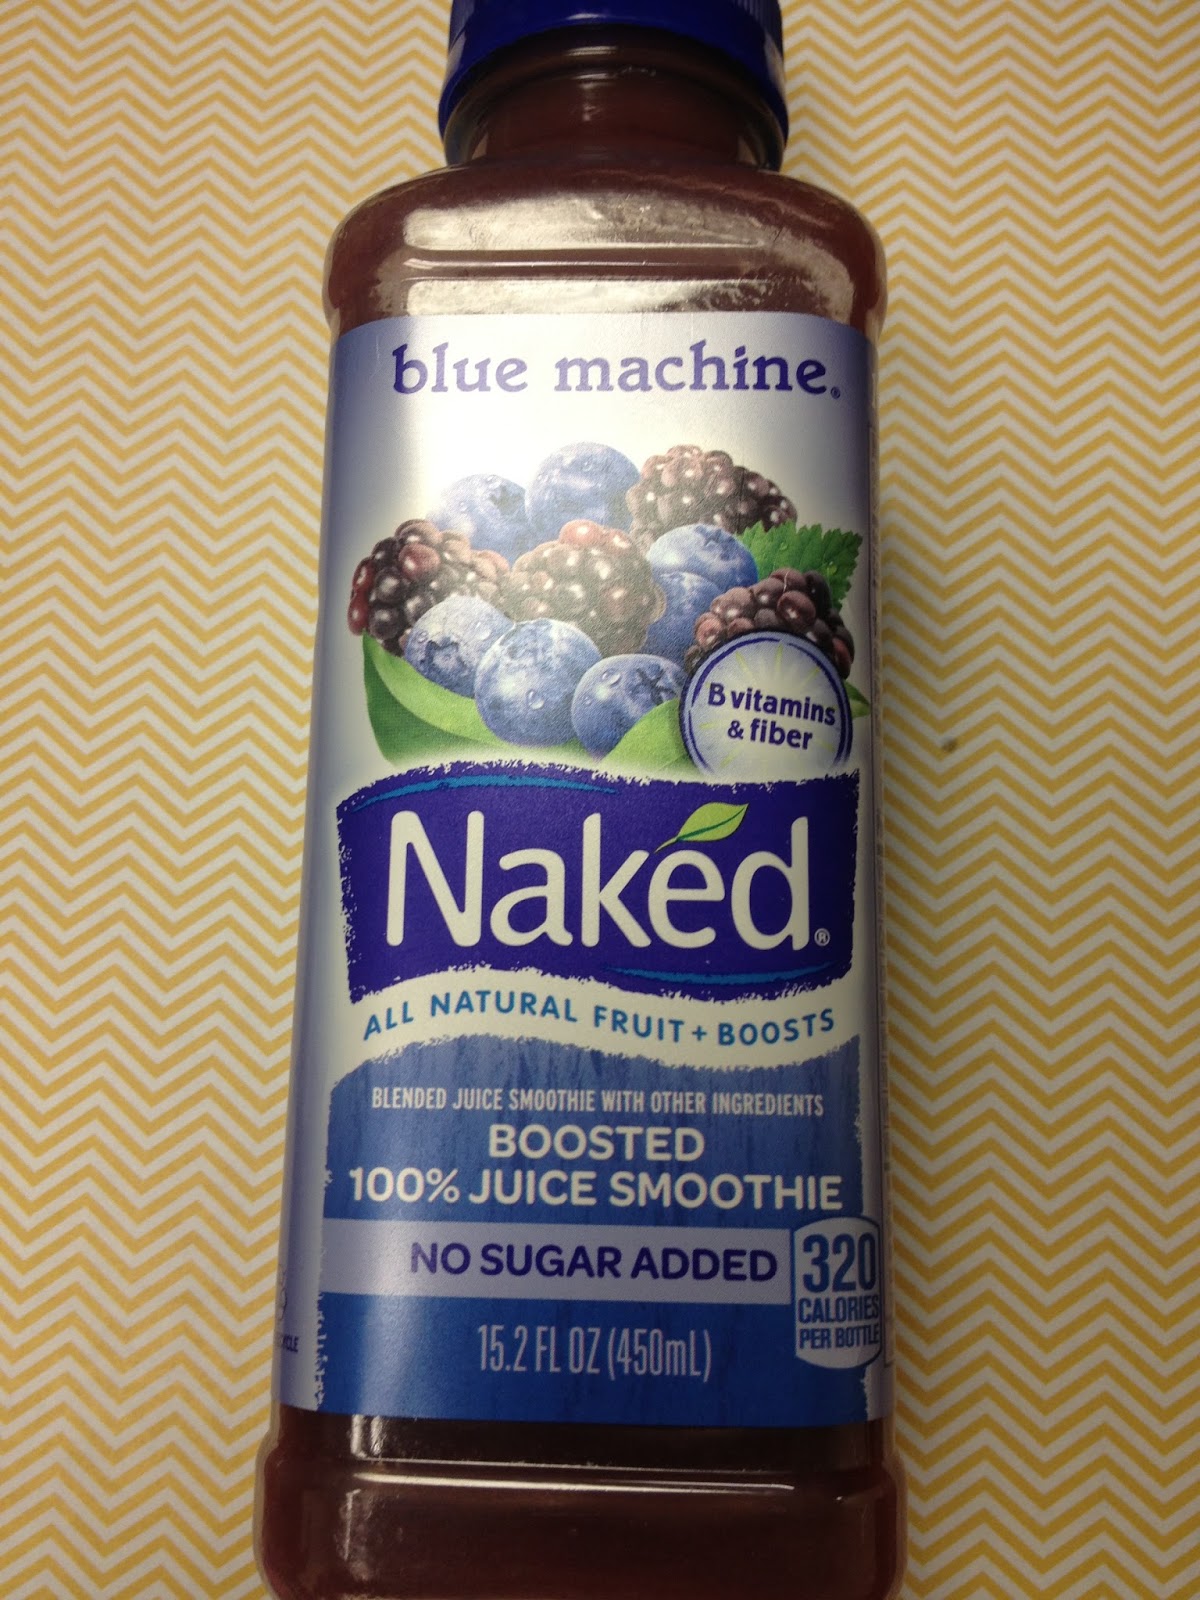 blue machine®
B vitamins
& fiber
Naked®
ALL NATURAL FRUIT + BOOSTS
BLENDED JUICE SMOOTHIE WITH OTHER INGREDIENTS
BOOSTED
100% JUICE SMOOTHIE
NO SUGAR ADDED
320
CALORIES
PER BOTTLE
15.2 FL OZ (450mL)